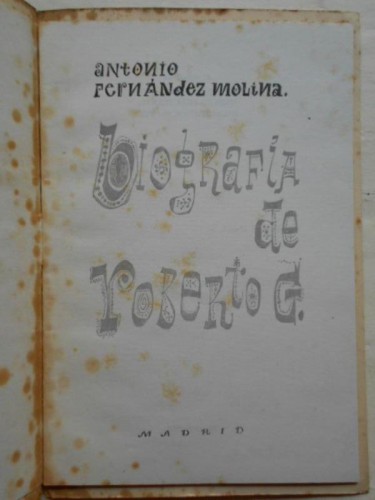 antonio
fernández molina.
biografía
de
roberto G.
MADRID